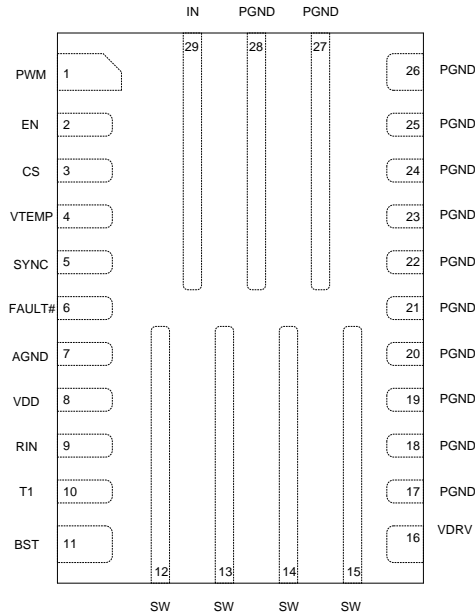 IN PGND PGND
29 28 27
PWM 1 26 PGND
EN 2 25 PGND
CS 3 24 PGND
VTEMP 4 23 PGND
SYNC 5 22 PGND
FAULT# 6 21 PGND
AGND 7 20 PGND
VDD 8 19 PGND
RIN 9 18 PGND
T1 10 17 PGND
BST 11 16 VDRV
12 13 14 15
SW SW SW SW